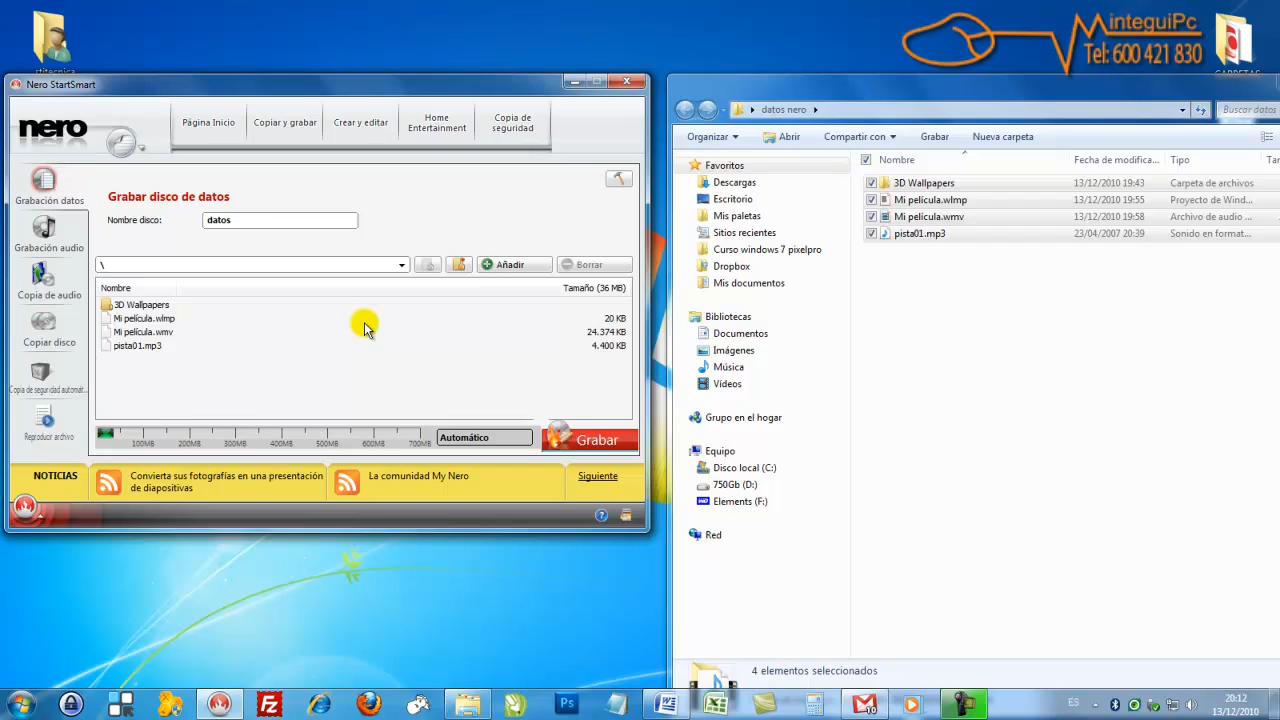 MinteguiPc
Tel: 600 421 830
CARPETAS
Nero StartSmart
nero
Página Inicio
Copiar y grabar
Crear y editar
Home
Entertainment
Copia de
seguridad
Grabación datos
Grabación audio
Copia de audio
Copiar disco
Copia de seguridad automát.
Reproducir archivo
Grabar disco de datos
Nombre disco:
datos
\
Añadir
Borrar
Nombre
Tamaño (36 MB)
3D Wallpapers
Mi película.wlmp
20 KB
Mi película.wmv
24.374 KB
pista01.mp3
4.400 KB
100MB 200MB 300MB 400MB 500MB 600MB 700MB
Automático
Grabar
NOTICIAS
Convierta sus fotografías en una presentación
de diapositivas
La comunidad My Nero
Siguiente
datos nero
Buscar datos
Organizar
Abrir
Compartir con
Grabar
Nueva carpeta
Favoritos
Descargas
Escritorio
Mis paletas
Sitios recientes
Curso windows 7 pixelpro
Dropbox
Mis documentos
Bibliotecas
Documentos
Imágenes
Música
Vídeos
Grupo en el hogar
Equipo
Disco local (C:)
750Gb (D:)
Elements (F:)
Red
Nombre
Fecha de modifica...
Tipo
Tam
3D Wallpapers
13/12/2010 19:43
Carpeta de archivos
Mi película.wlmp
13/12/2010 19:55
Proyecto de Wind...
Mi película.wmv
13/12/2010 19:58
Archivo de audio ...
pista01.mp3
23/04/2007 20:39
Sonido en format...
4 elementos seleccionados
ES
20:12
13/12/2010